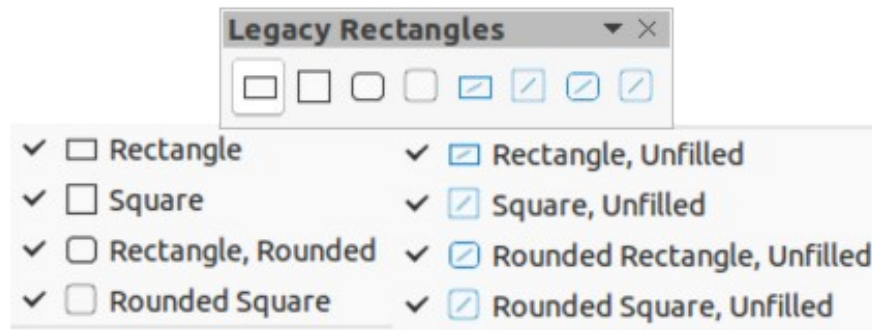 Legacy Rectangles
Rectangle
Square
Rectangle, Rounded
Rounded Square
Rectangle, Unfilled
Square, Unfilled
Rounded Rectangle, Unfilled
Rounded Square, Unfilled